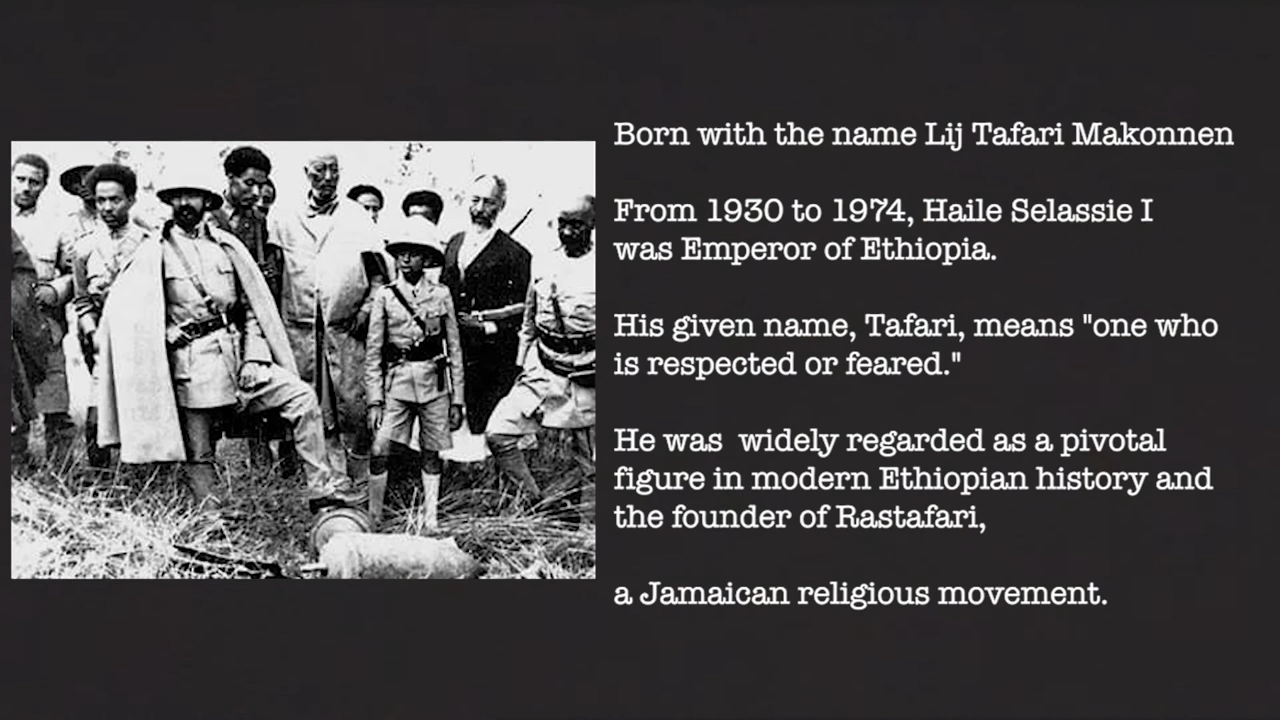 Born with the name Lij Tafari Makonnen
From 1930 to 1974, Haile Selassie I
was Emperor of Ethiopia.
His given name, Tafari, means "one who
is respected or feared."
He was  widely regarded as a pivotal
figure in modern Ethiopian history and
the founder of Rastafari,
a Jamaican religious movement.